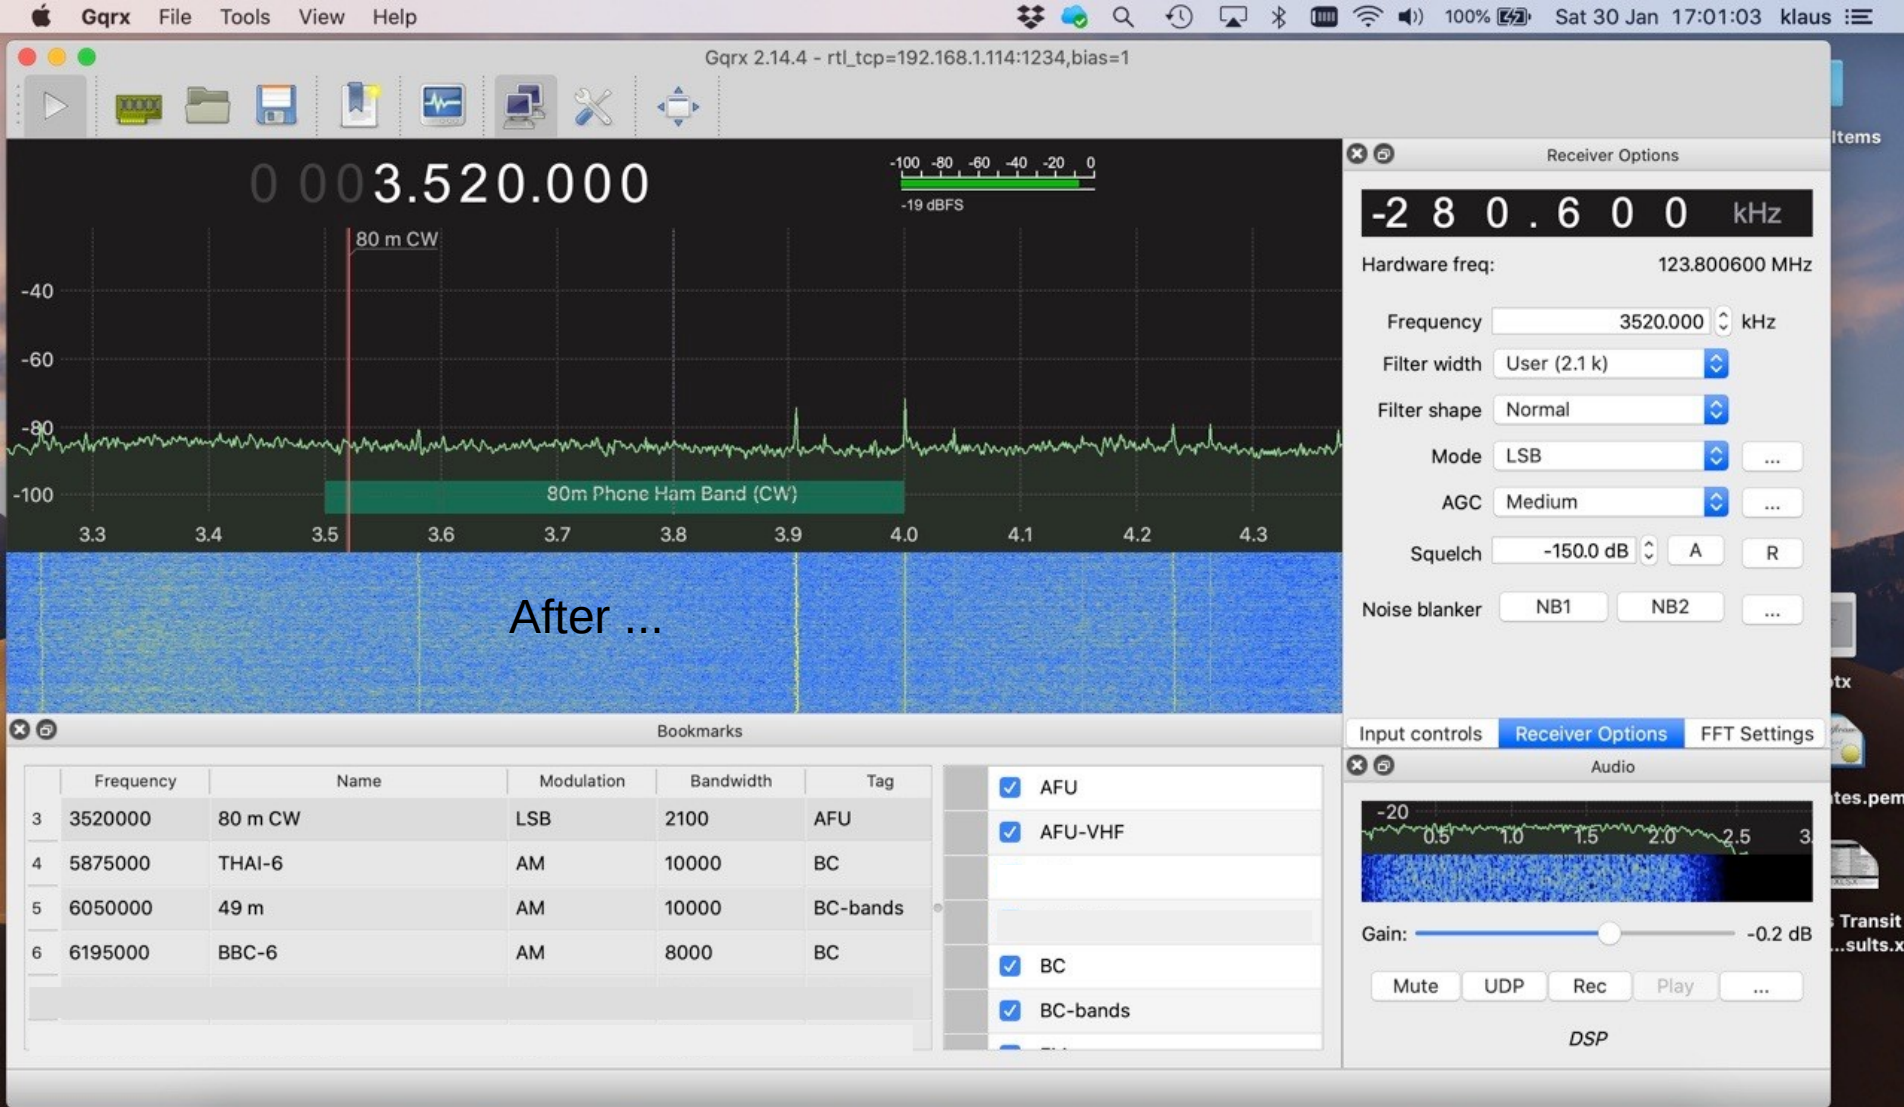 Gqrx File Tools View Help 100% Sat 30 Jan 17:01:03 klaus
Gqrx 2.14.4 - rtl_tcp=192.168.1.114:1234,bias=1
Items
0 003.520.000
-100 -80 -60 -40 -20 0
-19 dBFS
80 m CW
-40
-60
-80
-100
80m Phone Ham Band (CW)
3.3 3.4 3.5 3.6 3.7 3.8 3.9 4.0 4.1 4.2 4.3
After ...
Receiver Options
-280.600 kHz
Hardware freq: 123.800600 MHz
Frequency 3520.000 kHz
Filter width User (2.1 k)
Filter shape Normal
Mode LSB ...
AGC Medium ...
Squelch -150.0 dB A R
Noise blanker NB1 NB2 ...
Input controls Receiver Options FFT Settings
Bookmarks
Frequency Name Modulation Bandwidth Tag
3 3520000 80 m CW LSB 2100 AFU
4 5875000 THAI-6 AM 10000 BC
5 6050000 49 m AM 10000 BC-bands
6 6195000 BBC-6 AM 8000 BC
AFU
AFU-VHF
BC
BC-bands
Audio
-20
0.5 1.0 1.5 2.0 2.5 3.
Gain: -0.2 dB
Mute UDP Rec Play ...
DSP
tx
tes.pem
XLSX
s Transit
...sults.x